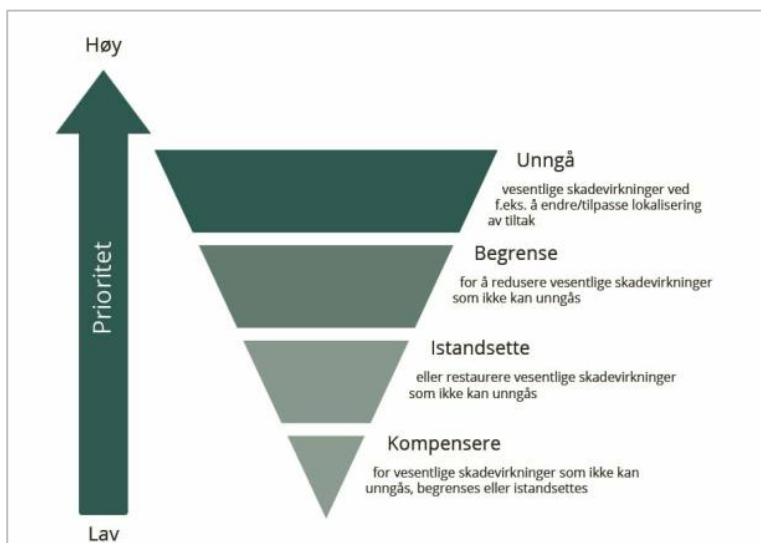 Høy
Prioritet
Unngå
vesentlige skadevirkninger ved
f.eks. å endre/tilpasse lokalisering
av tiltak
Begrense
for å redusere vesentlige skadevirkninger
som ikke kan unngås
Istandsette
eller restaurere vesentlige skadevirkninger
som ikke kan unngås
Kompensere
for vesentlige skadevirkninger som ikke kan
unngås, begrenses eller istandsettes
Lav